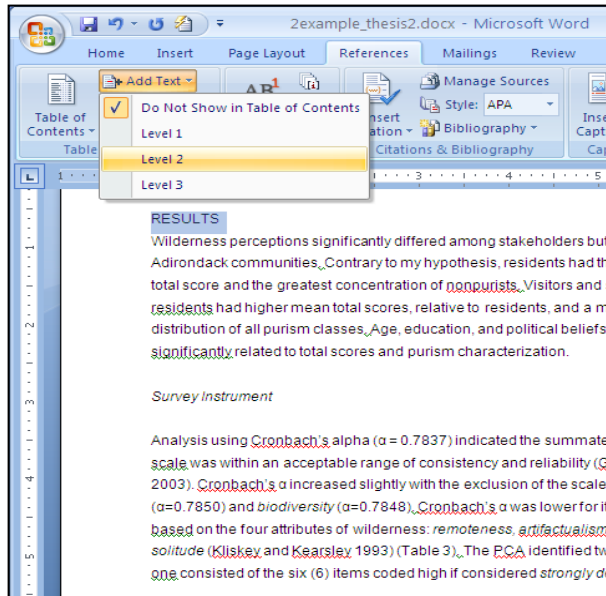 2example_thesis2.docx - Microsoft Word
Home Insert Page Layout References Mailings Review
Add Text
AB1
Manage Sources
Style: APA
Bibliography
Table of
Contents
Do Not Show in Table of Contents
Level 1
Level 2
Level 3
Citations & Bibliography
1 3 4 5
RESULTS
Wilderness perceptions significantly differed among stakeholders but
Adirondack communities. Contrary to my hypothesis, residents had th
total score and the greatest concentration of nonpurists. Visitors and
residents had higher mean total scores, relative to residents, and a m
distribution of all purism classes. Age, education, and political beliefs
significantly related to total scores and purism characterization.
Survey Instrument
Analysis using Cronbach's alpha (α = 0.7837) indicated the summate
scale was within an acceptable range of consistency and reliability (G
2003). Cronbach's α increased slightly with the exclusion of the scale
(α=0.7850) and biodiversity (α=0.7848). Cronbach's α was lower for it
based on the four attributes of wilderness: remoteness, artifactualism
solitude (Kliskey and Kearsley 1993) (Table 3). The PCA identified tw
one consisted of the six (6) items coded high if considered strongly de